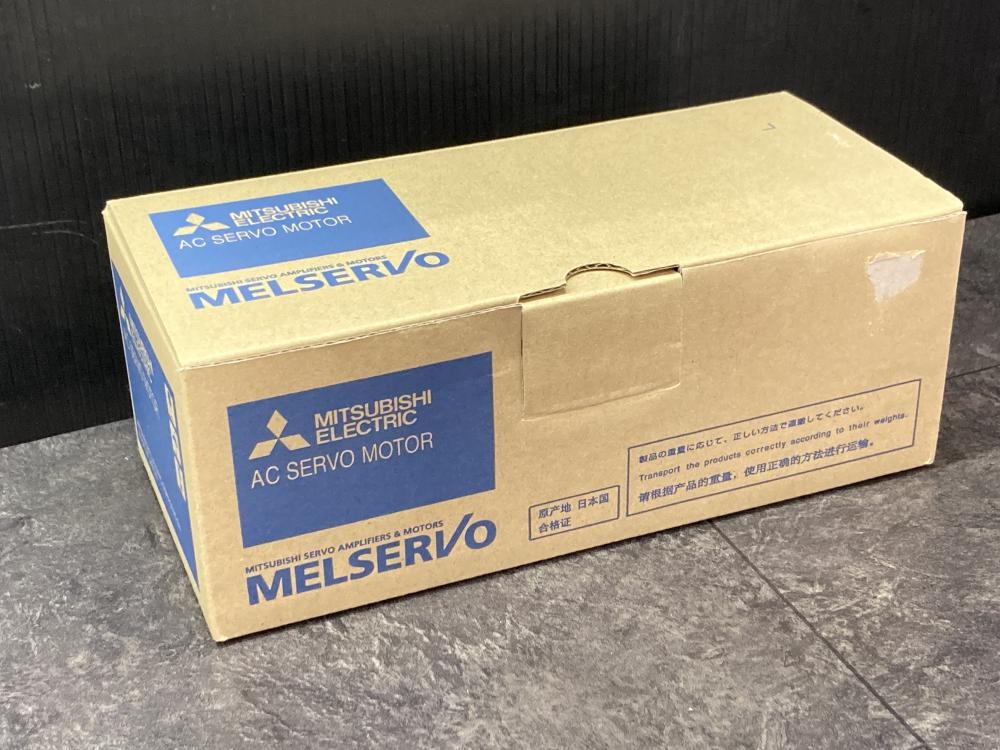 MITSUBISHI
ELECTRIC
AC SERVO MOTOR
MITSUBISHI SERVO AMPLIFIERS & MOTORS
MELSERVO
MITSUBISHI
ELECTRIC
AC SERVO MOTOR
MITSUBISHI SERVO AMPLIFIERS & MOTORS
MELSERVO
原产地 日本国
合格证
製品の重量に応じて、正しい方法で運搬してください。
Transport the products correctly according to their weights.
请根据产品的重量，使用正确的方法进行运输。